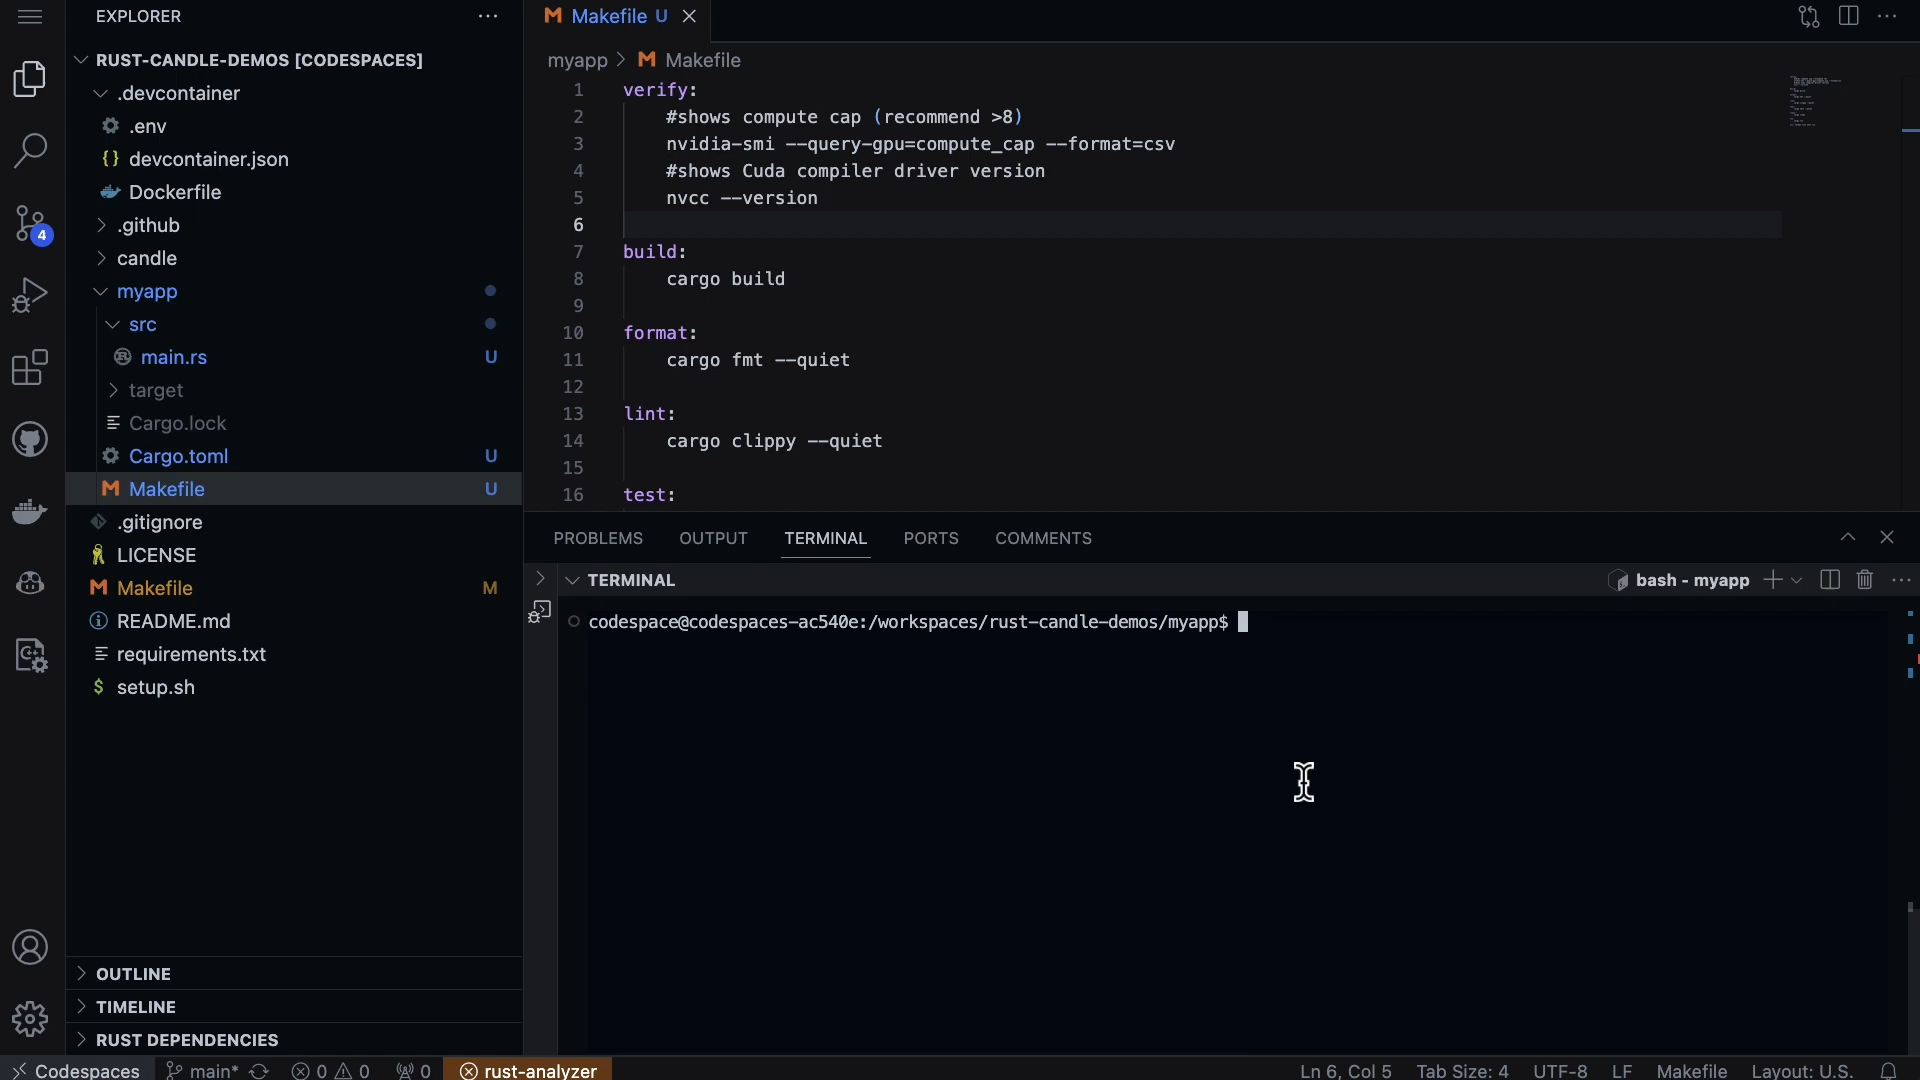 EXPLORER
RUST-CANDLE-DEMOS [CODESPACES]
.devcontainer
.env
{} devcontainer.json
Dockerfile
.github
candle
myapp
src
main.rs U
target
Cargo.lock
Cargo.toml U
M Makefile U
.gitignore
LICENSE
M Makefile M
README.md
requirements.txt
$ setup.sh
OUTLINE
TIMELINE
RUST DEPENDENCIES
4
M Makefile U
myapp > M Makefile
1 verify:
2 #shows compute cap (recommend >8)
3 nvidia-smi --query-gpu=compute_cap --format=csv
4 #shows Cuda compiler driver version
5 nvcc --version
6
7 build:
8 cargo build
9
10 format:
11 cargo fmt --quiet
12
13 lint:
14 cargo clippy --quiet
15
16 test:
PROBLEMS OUTPUT TERMINAL PORTS COMMENTS
TERMINAL
bash - myapp
codespace@codespaces-ac540e:/workspaces/rust-candle-demos/myapp$
Codespaces main* 0 0 0 rust-analyzer Ln 6, Col 5 Tab Size: 4 UTF-8 LF Makefile Layout: U.S.